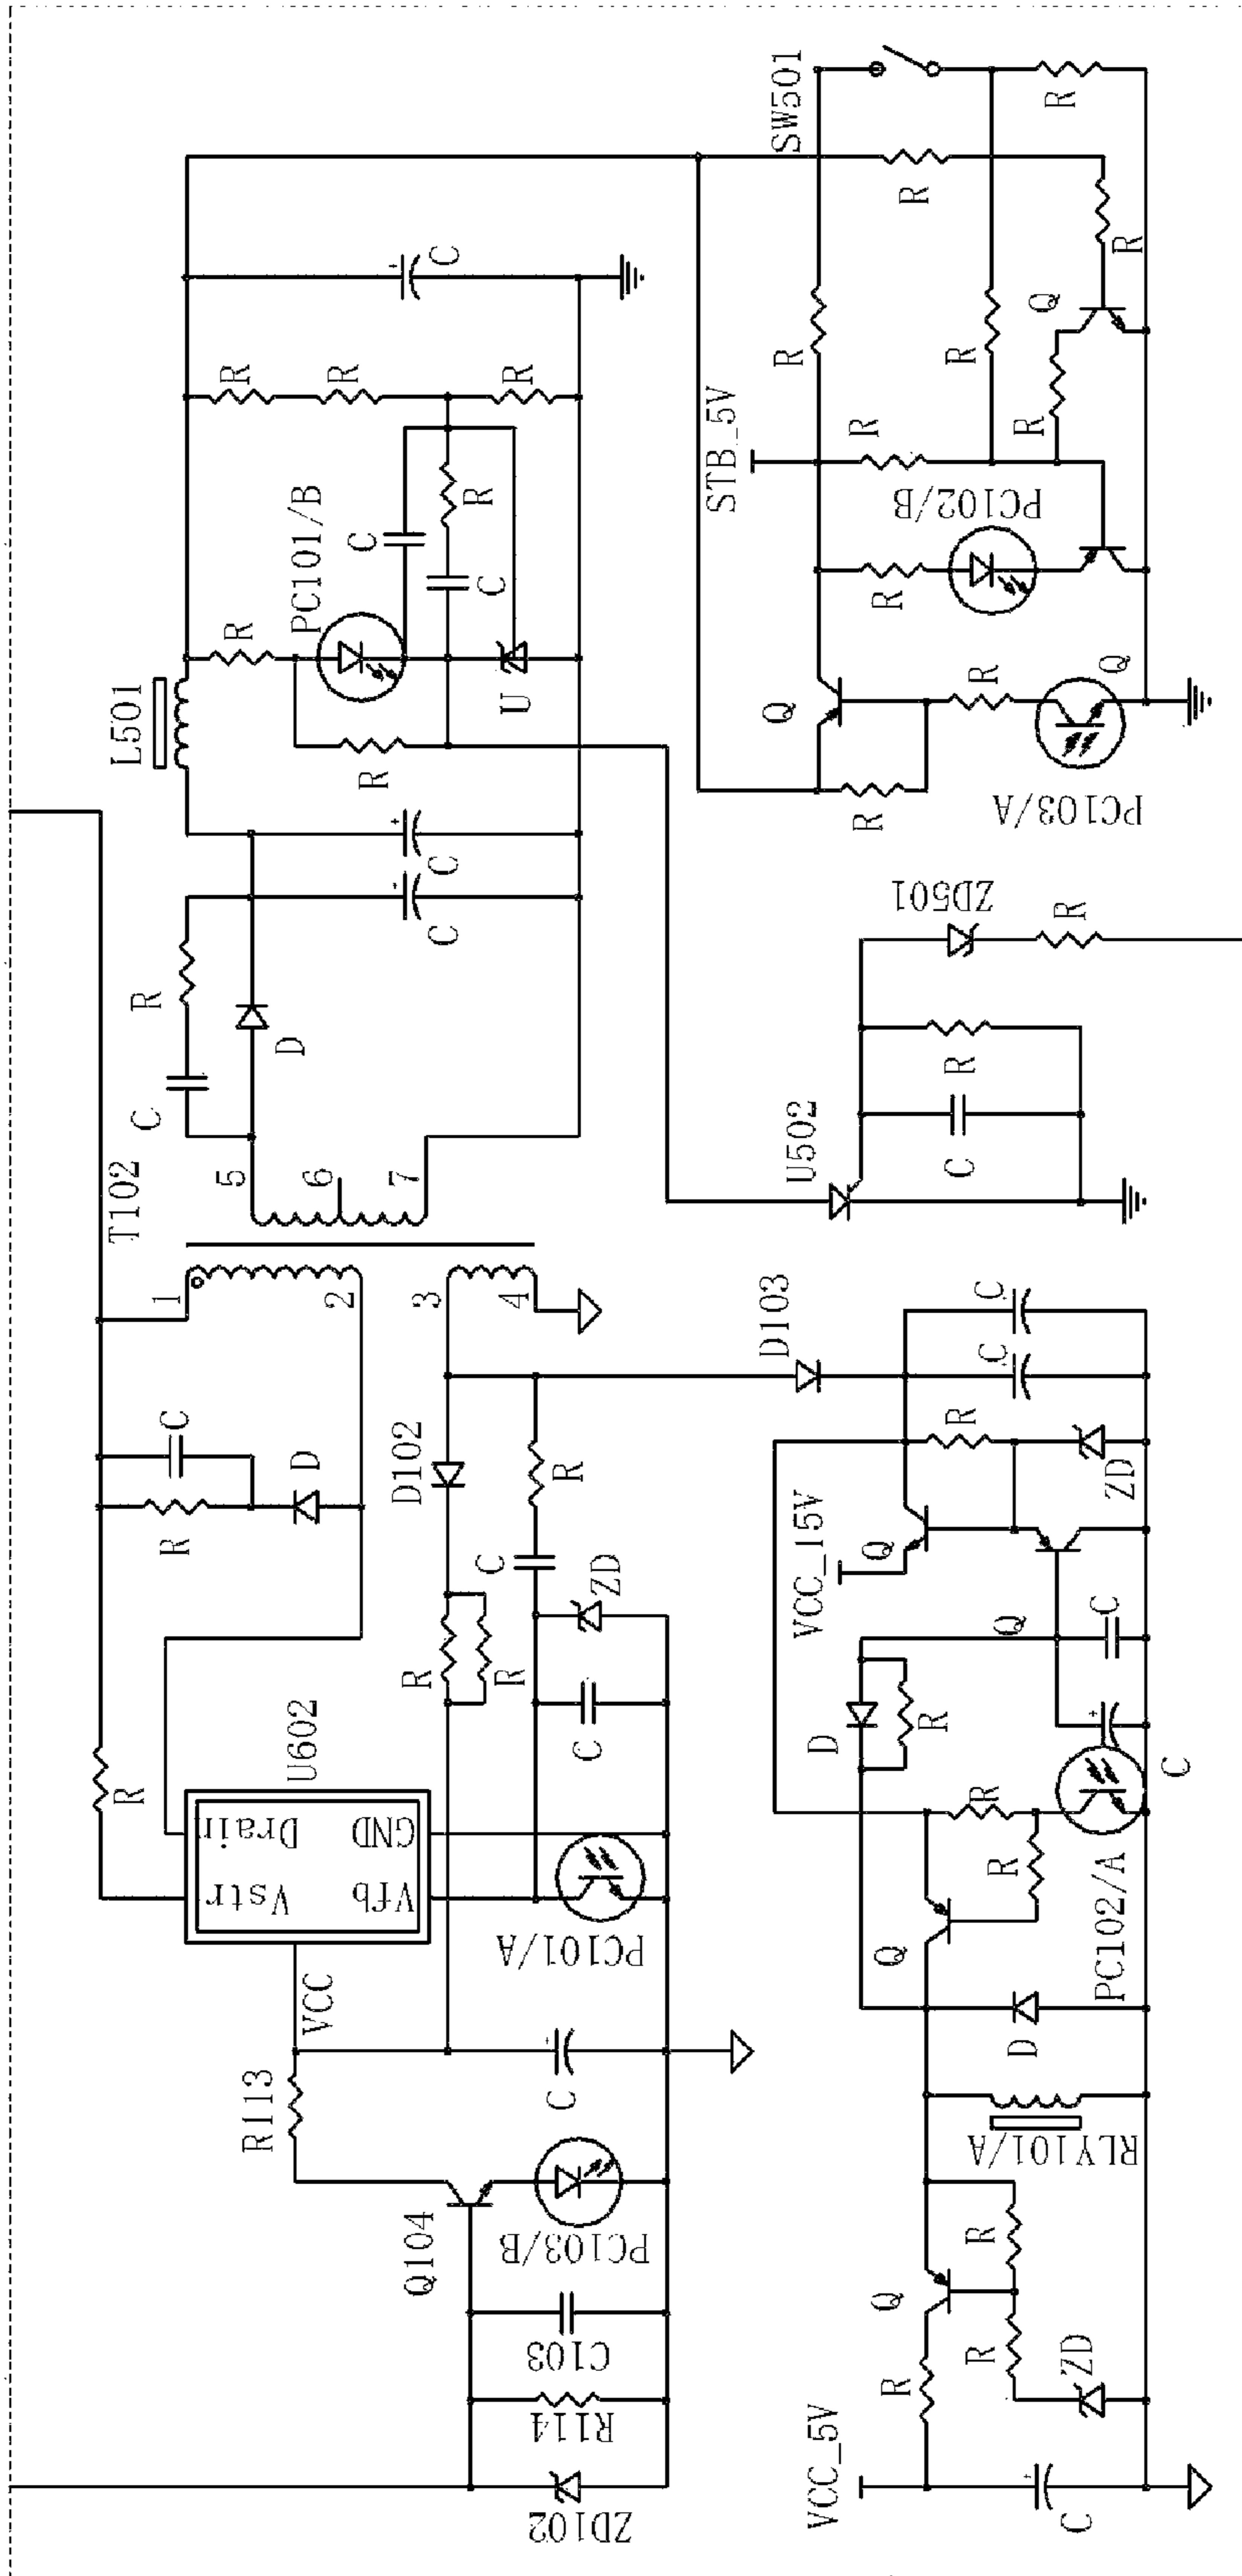 SW501
R
R
C
R
R
R
R
Q
R
R
R
STB_5V
R
PC101/B
C
R
C
PC102/B
R
L501
R
U
R
Q
R
Q
R
PC103/A
C
C
ZD501
R
R
D
C
U502
R
C
T102
5
6
7
1
2
3
4
D103
C
C
C
D
R
D102
R
R
ZD
C
ZD
R
R
VCC_15V
Q
Q
C
C
D
R
C
U602
R
Drain
GND
Vstr
Vfb
PC101/A
R
R
PC102/A
Q
VCC
R113
C
D
RLY101/A
Q104
PC103/B
R
Q
C108
R
R
ZD
R114
VCC_5V
ZD102
C